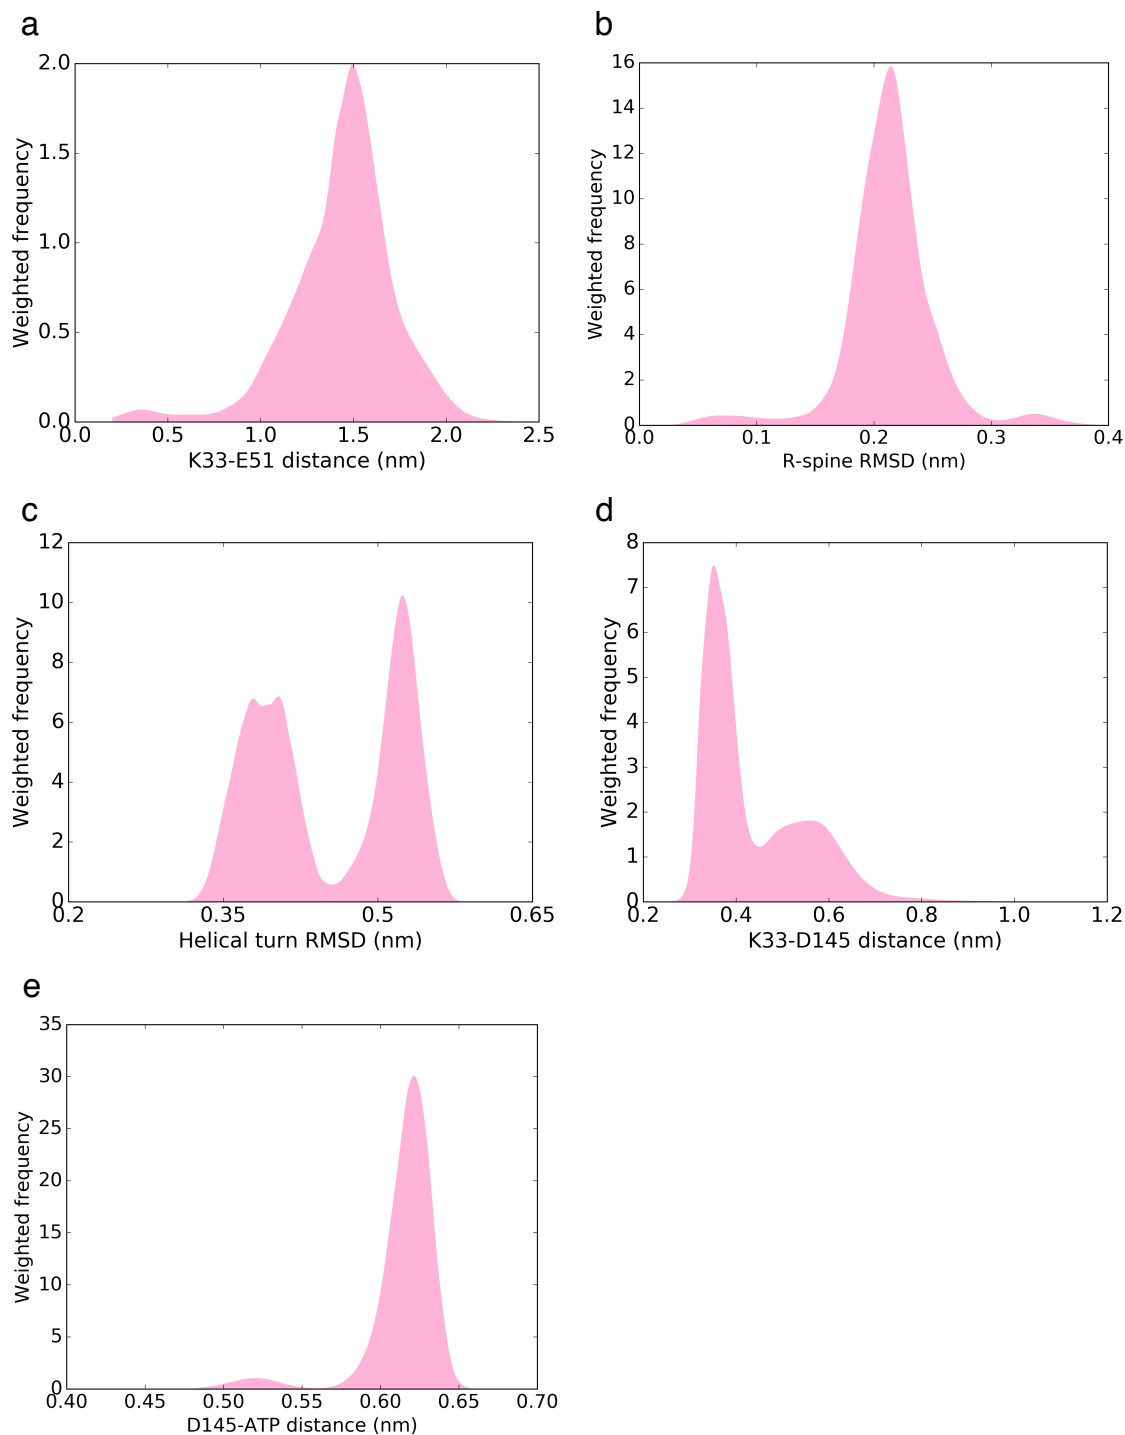 a
Weighted frequency
2.0
1.5
1.0
0.5
0.0
0.0 0.5 1.0 1.5 2.0 2.5
K33-E51 distance (nm)
b
Weighted frequency
16
14
12
10
8
6
4
2
0
0.0 0.1 0.2 0.3 0.4
R-spine RMSD (nm)
c
Weighted frequency
12
10
8
6
4
2
0
0.2 0.35 0.5 0.65
Helical turn RMSD (nm)
d
Weighted frequency
8
7
6
5
4
3
2
1
0
0.2 0.4 0.6 0.8 1.0 1.2
K33-D145 distance (nm)
e
Weighted frequency
35
30
25
20
15
10
5
0
0.40 0.45 0.50 0.55 0.60 0.65 0.70
D145-ATP distance (nm)